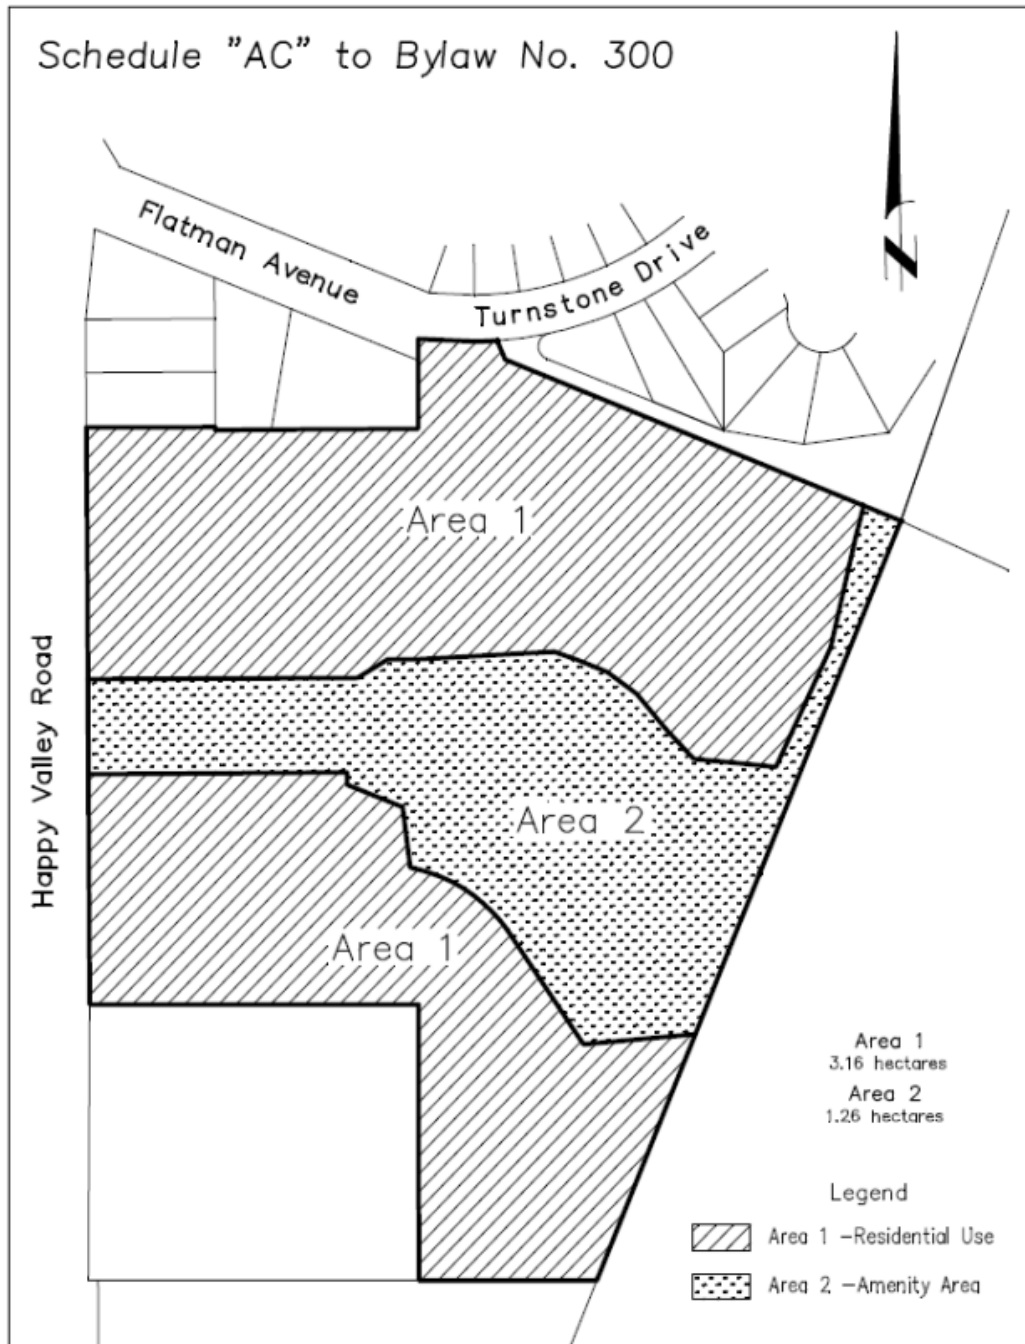 Schedule "AC" to Bylaw No. 300
Flatman Avenue
Turnstone Drive
N
Area 1
Happy Valley Road
Area 2
Area 1
Area 1
3.16 hectares
Area 2
1.26 hectares
Legend
Area 1 -Residential Use
Area 2 -Amenity Area